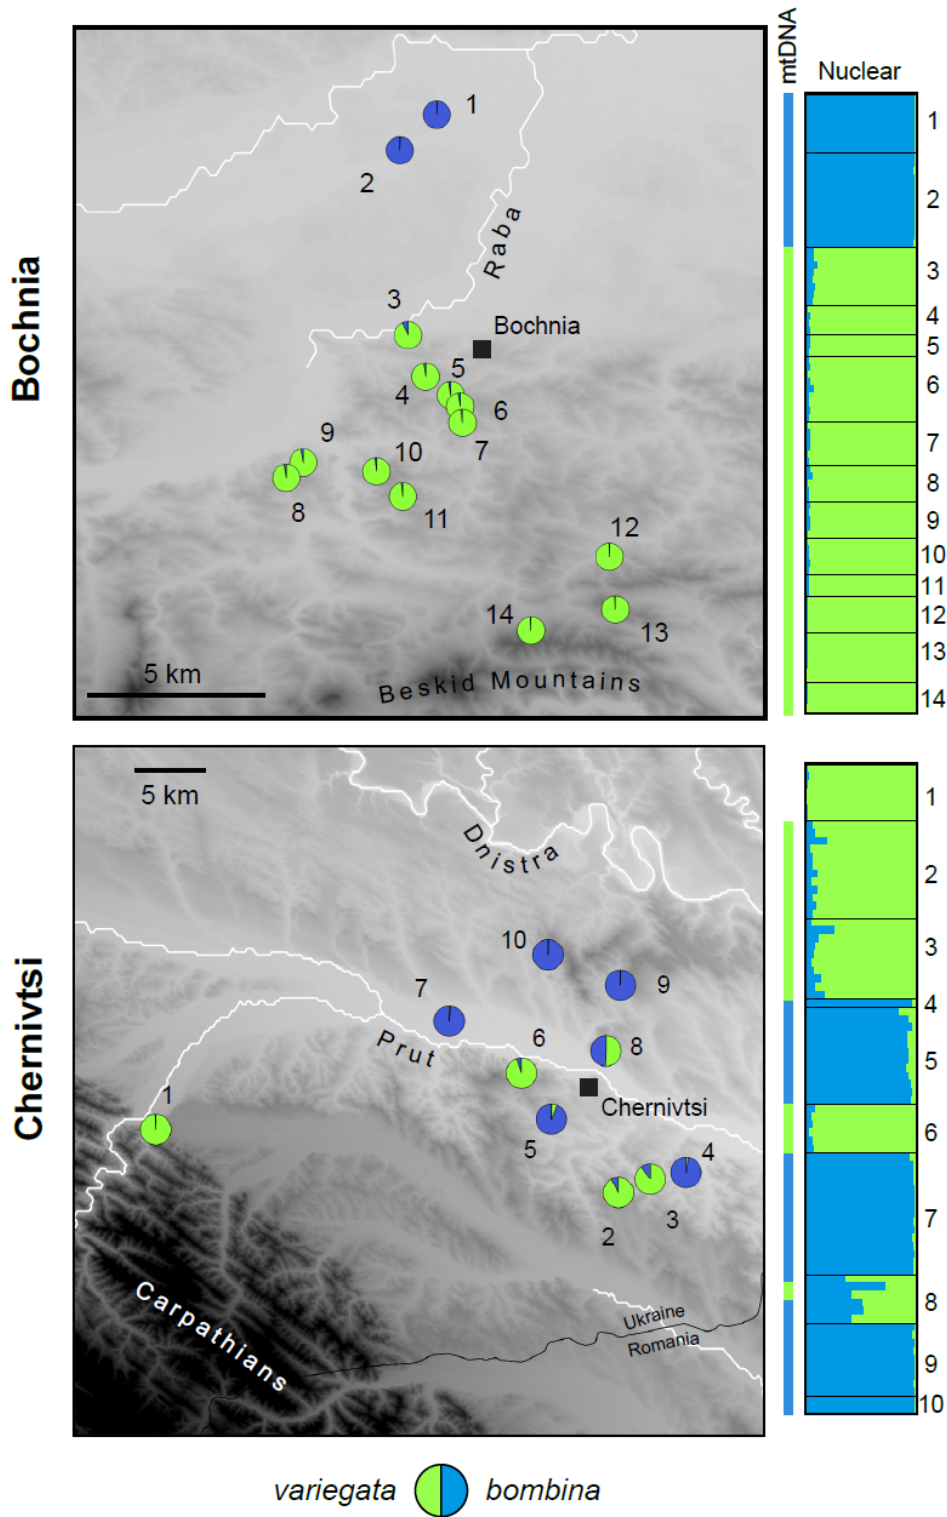 Bochnia
1
2
Raba
3
Bochnia
4
5
6
7
9
8
10
11
12
13
14
5 km
Beskid Mountains
mtDNA
Nuclear
1
2
3
4
5
6
7
8
9
10
11
12
13
14
Chernivtsi
5 km
Dnistra
10
9
7
Prut
6
8
Chernivtsi
1
5
4
2
3
Carpathians
Ukraine
Romania
1
2
3
4
5
6
7
8
9
10
variegata
bombina